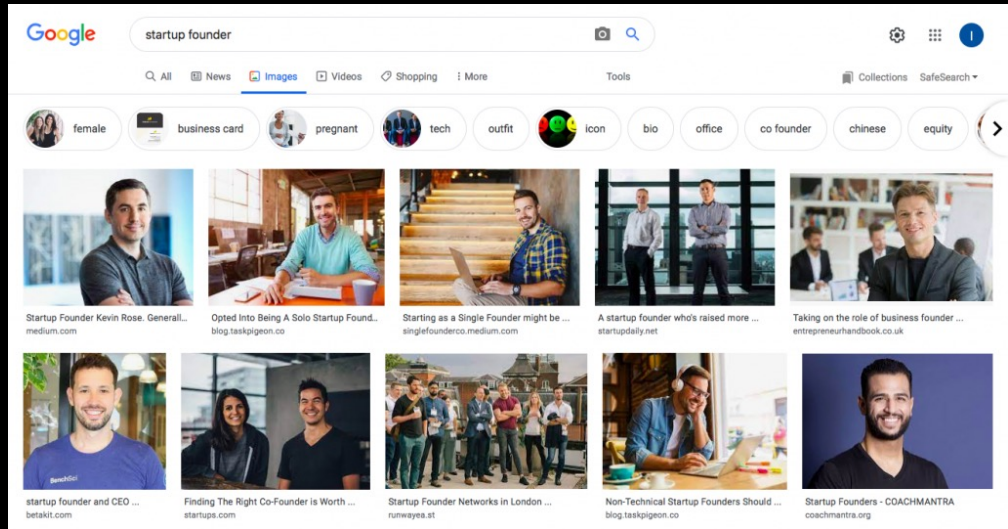 Google
startup founder
I
All News Images Videos Shopping More Tools Collections SafeSearch
female business card pregnant tech outfit icon bio office co founder chinese equity
Startup Founder Kevin Rose. Generall... Opted Into Being A Solo Startup Found... Starting as a Single Founder might be ... A startup founder who's raised more ... Taking on the role of business founder ...
medium.com blog.taskpigeon.co singlefounderco.medium.com startupdaily.net entrepreneurhandbook.co.uk
startup founder and CEO ... Finding The Right Co-Founder is Worth ... Startup Founder Networks in London ... Non-Technical Startup Founders Should ... Startup Founders - COACHMANTRA
betakit.com startups.com runwayea.st blog.taskpigeon.co coachmantra.org